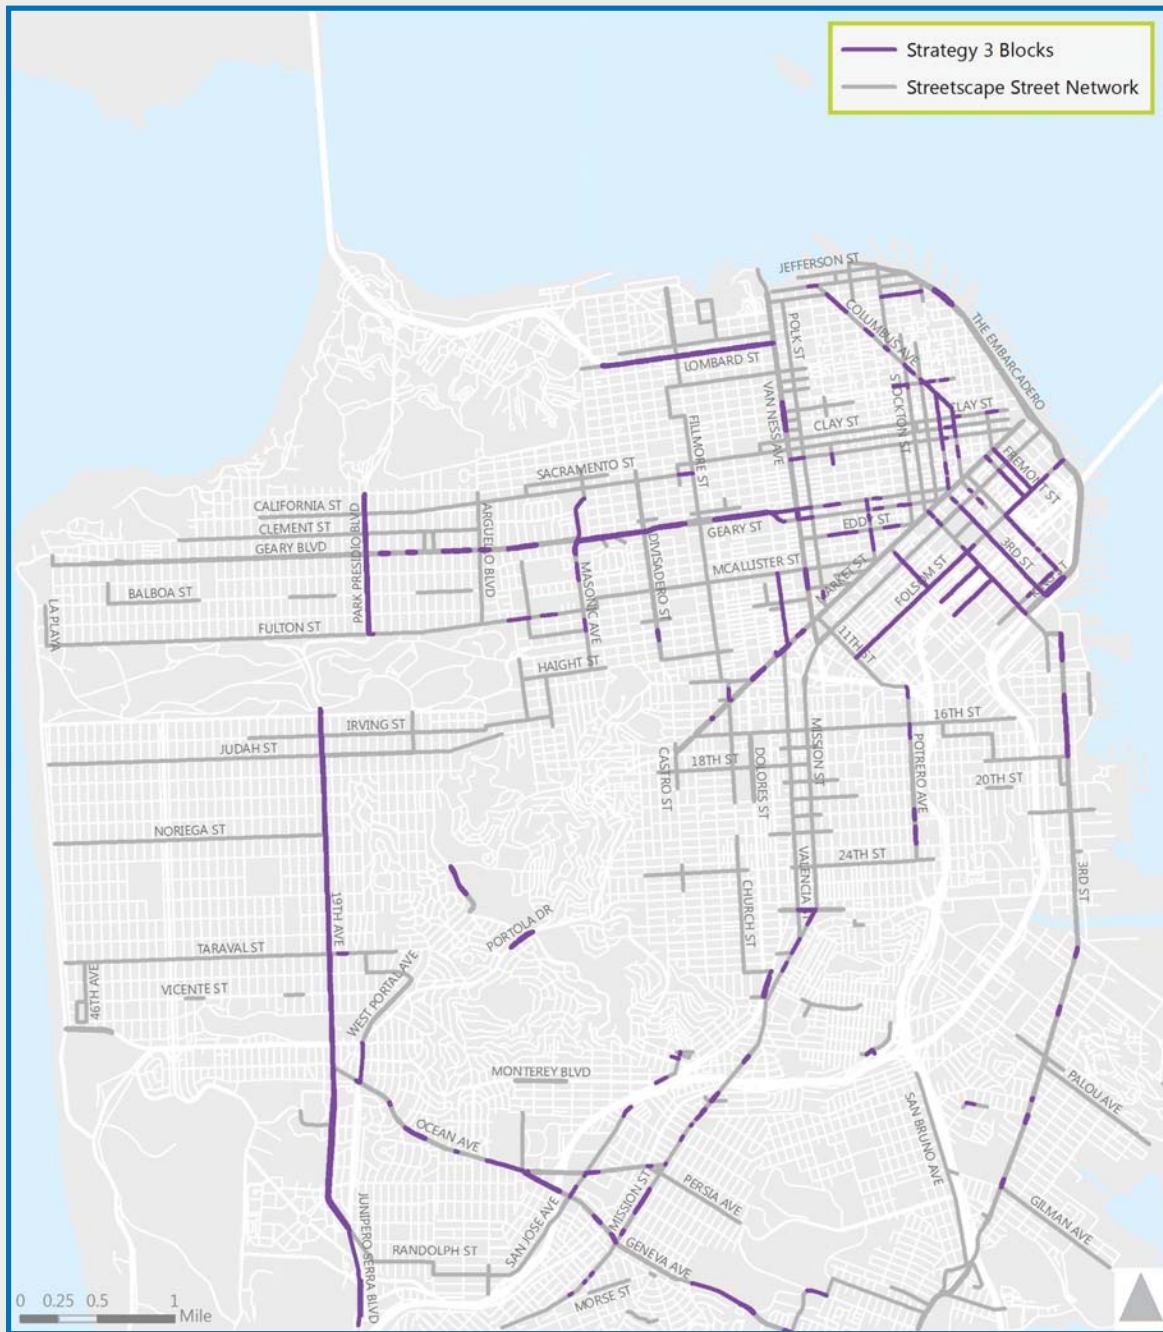 Strategy 3 Blocks
Streetscape Street Network
JEFFERSON ST
COLUMBUS AVE
THE EMBARCADERO
POLK ST
LOMBARD ST
VAN NESS AVE
STOCKTON ST
CLAY ST
CLAY ST
FILLMORE ST
FREMONT ST
SACRAMENTO ST
CALIFORNIA ST
CLEMENT ST
GEARY BLVD
PARK PRESIDIO BLVD
ARGUELLO BLVD
GEARY ST
EDDY ST
DIVISADERO ST
MCALLISTER ST
MARKET ST
3RD ST
KING ST
FOLSOM ST
MASONIC AVE
BALBOA ST
LA PLAYA
FULTON ST
11TH ST
HAIGHT ST
IRVING ST
16TH ST
JUDAH ST
CASTRO ST
18TH ST
DOLORES ST
MISSION ST
POTRERO AVE
20TH ST
NORIEGA ST
VALENCIA
24TH ST
3RD ST
19TH AVE
CHURCH ST
PORTOLA DR
TARAVAL ST
46TH AVE
VICENTE ST
WEST PORTAL AVE
MONTEREY BLVD
PALOU AVE
OCEAN AVE
SAN BRUNO AVE
MISSION ST
PERSIA AVE
JUNIPERO SERRA BLVD
SAN JOSE AVE
GILMAN AVE
RANDOLPH ST
GENEVA AVE
MORSE ST
0 0.25 0.5 1
Mile